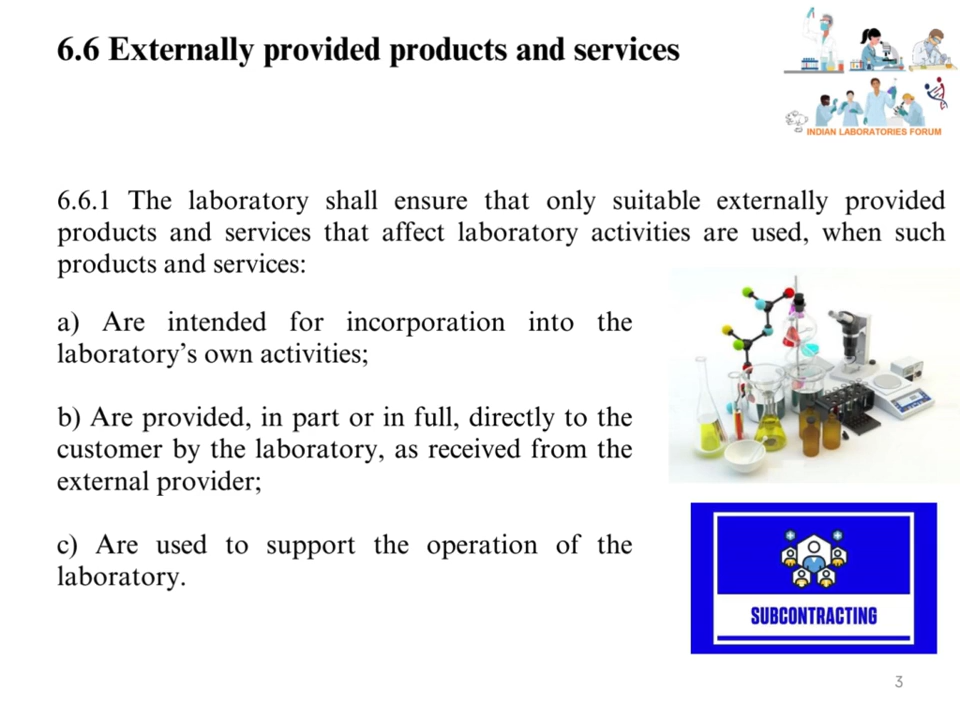 6.6 Externally provided products and services
INDIAN LABORATORIES FORUM
6.6.1 The laboratory shall ensure that only suitable externally provided
products and services that affect laboratory activities are used, when such
products and services:
a) Are intended for incorporation into the
laboratory’s own activities;
b) Are provided, in part or in full, directly to the
customer by the laboratory, as received from the
external provider;
c) Are used to support the operation of the
laboratory.
SUBCONTRACTING
3